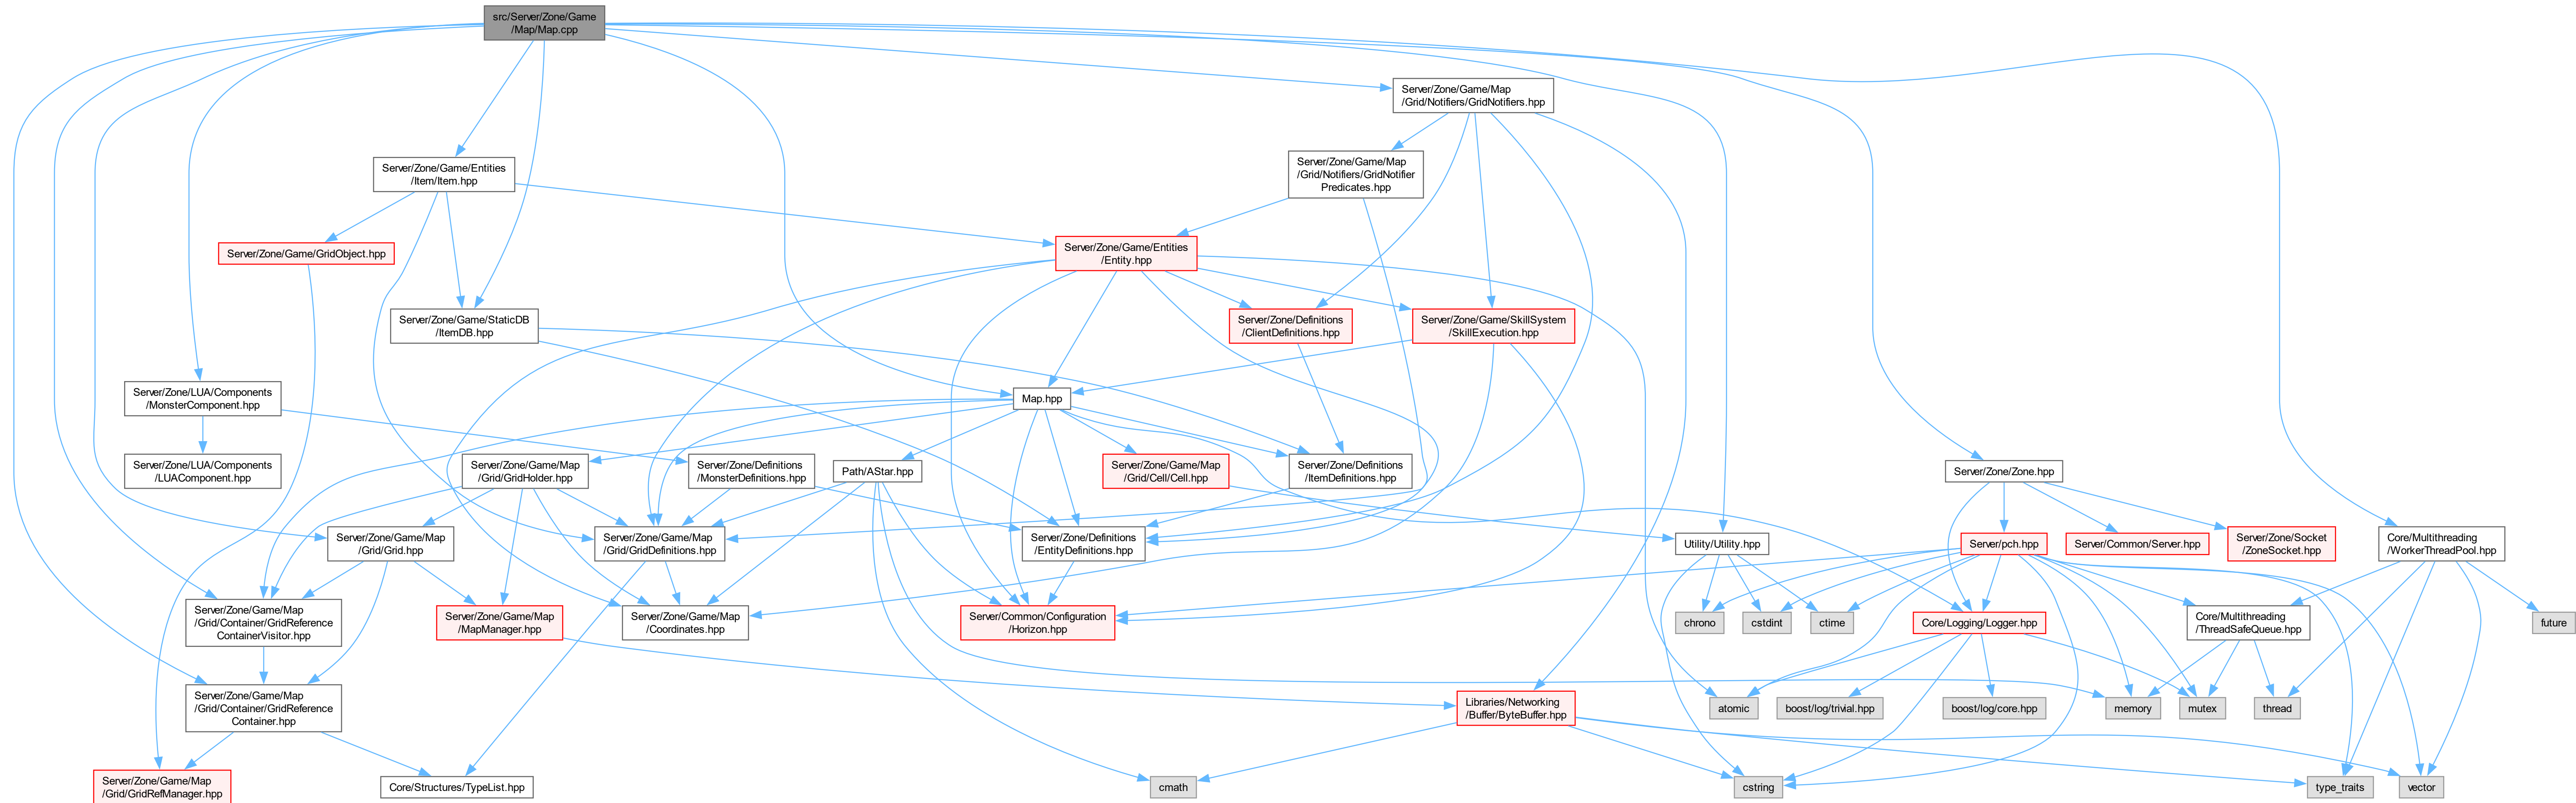 src/Server/Zone/Game
/Map/Map.cpp
Server/Zone/Game/Map
/Grid/Notifiers/GridNotifiers.hpp
Server/Zone/Game/Entities
/Item/Item.hpp
Server/Zone/Game/Map
/Grid/Notifiers/GridNotifier
Predicates.hpp
Server/Zone/Game/GridObject.hpp
Server/Zone/Game/Entities
/Entity.hpp
Server/Zone/Game/StaticDB
/ItemDB.hpp
Server/Zone/Definitions
/ClientDefinitions.hpp
Server/Zone/Game/SkillSystem
/SkillExecution.hpp
Server/Zone/LUA/Components
/MonsterComponent.hpp
Map.hpp
Server/Zone/LUA/Components
/LUAComponent.hpp
Server/Zone/Game/Map
/Grid/GridHolder.hpp
Server/Zone/Definitions
/MonsterDefinitions.hpp
Path/AStar.hpp
Server/Zone/Game/Map
/Grid/Cell/Cell.hpp
Server/Zone/Definitions
/ItemDefinitions.hpp
Server/Zone/Zone.hpp
Server/Zone/Game/Map
/Grid/Grid.hpp
Server/Zone/Game/Map
/Grid/GridDefinitions.hpp
Server/Zone/Definitions
/EntityDefinitions.hpp
Utility/Utility.hpp
Server/pch.hpp
Server/Common/Server.hpp
Server/Zone/Socket
/ZoneSocket.hpp
Core/Multithreading
/WorkerThreadPool.hpp
Server/Zone/Game/Map
/Grid/Container/GridReference
ContainerVisitor.hpp
Server/Zone/Game/Map
/MapManager.hpp
Server/Zone/Game/Map
/Coordinates.hpp
Server/Common/Configuration
/Horizon.hpp
chrono
cstdint
ctime
Core/Logging/Logger.hpp
Core/Multithreading
/ThreadSafeQueue.hpp
future
Server/Zone/Game/Map
/Grid/Container/GridReference
Container.hpp
Libraries/Networking
/Buffer/ByteBuffer.hpp
atomic
boost/log/trivial.hpp
boost/log/core.hpp
memory
mutex
thread
Server/Zone/Game/Map
/Grid/GridRefManager.hpp
Core/Structures/TypeList.hpp
cmath
cstring
type_traits
vector